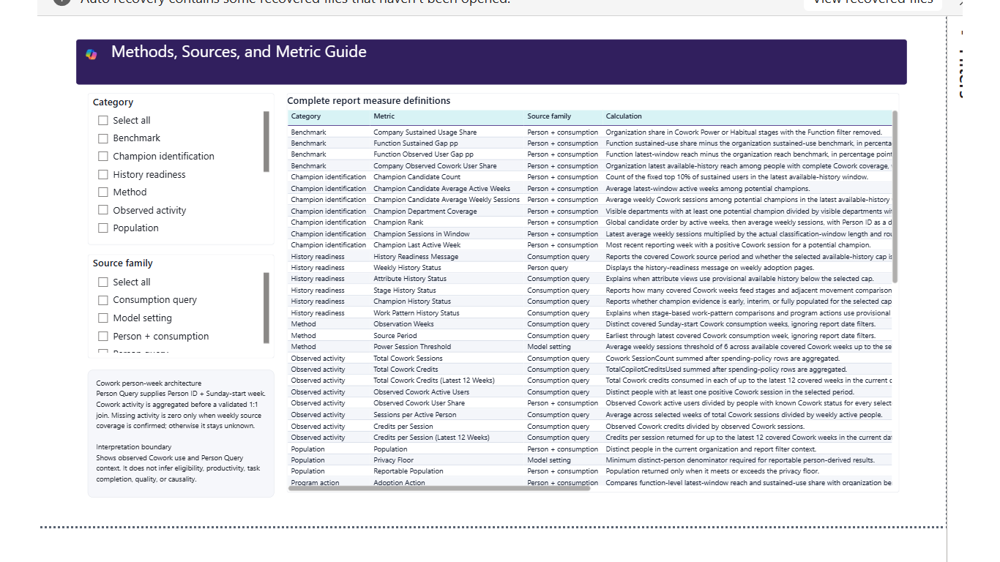 Auto recovery contains some recovered files that haven't been opened.
View recovered files
Filters
Methods, Sources, and Metric Guide
Category
Select all
Benchmark
Champion identification
History readiness
Method
Observed activity
Population
Source family
Select all
Consumption query
Model setting
Person + consumption
Person query
Cowork person-week architecture
Person Query supplies Person ID + Sunday-start week.
Cowork activity is aggregated before a validated 1:1
join. Missing activity is zero only when weekly source
coverage is confirmed; otherwise it stays unknown.
Interpretation boundary
Shows observed Cowork use and Person Query
context. It does not infer eligibility, productivity, task
completion, quality, or causality.
Complete report measure definitions
Category Metric Source family Calculation
Benchmark Company Sustained Usage Share Person + consumption Organization share in Cowork Power or Habitual stages with the Function filter removed.
Benchmark Function Sustained Gap pp Person + consumption Function sustained-use share minus the organization sustained-use benchmark, in percenta
Benchmark Function Observed User Gap pp Person + consumption Function latest-window reach minus the organization reach benchmark, in percentage point
Benchmark Company Observed Cowork User Share Person + consumption Organization latest available-history reach among people with complete Cowork coverage,
Champion identification Champion Candidate Count Person + consumption Count of the fixed top 10% of sustained users in the latest available-history window.
Champion identification Champion Candidate Average Active Weeks Person + consumption Average latest-window active weeks among potential champions.
Champion identification Champion Candidate Average Weekly Sessions Person + consumption Average weekly Cowork sessions among potential champions in the latest available-history
Champion identification Champion Department Coverage Person + consumption Visible departments with at least one potential champion divided by visible departments wit
Champion identification Champion Rank Person + consumption Global candidate order by active weeks, then average weekly sessions, with Person ID as a d
Champion identification Champion Sessions in Window Person + consumption Latest average weekly sessions multiplied by the actual classification-window length and rou
Champion identification Champion Last Active Week Person + consumption Most recent reporting week with a positive Cowork session for a potential champion.
History readiness History Readiness Message Consumption query Reports the covered Cowork source period and whether the selected available-history cap is
History readiness Weekly History Status Person query Displays the history-readiness message on weekly adoption pages.
History readiness Attribute History Status Consumption query Explains when attribute views use provisional available history below the selected cap.
History readiness Stage History Status Consumption query Reports how many covered Cowork weeks feed stages and adjacent movement comparison
History readiness Champion History Status Consumption query Reports whether champion evidence is early, interim, or fully populated for the selected cap
History readiness Work Pattern History Status Consumption query Explains when stage-based work-pattern comparisons and program actions use provisional
Method Observation Weeks Consumption query Distinct covered Sunday-start Cowork consumption weeks, ignoring report date filters.
Method Source Period Consumption query Earliest through latest covered Cowork consumption week, ignoring report date filters.
Method Power Session Threshold Model setting Average weekly sessions threshold of 6 across available covered Cowork weeks up to the se
Observed activity Total Cowork Sessions Consumption query Cowork SessionCount summed after spending-policy rows are aggregated.
Observed activity Total Cowork Credits Consumption query TotalCopilotCreditsUsed summed after spending-policy rows are aggregated.
Observed activity Total Cowork Credits (Latest 12 Weeks) Consumption query Total Cowork credits consumed in each of up to the latest 12 covered weeks in the current c
Observed activity Observed Cowork Active Users Consumption query Distinct people with at least one positive Cowork session in the selected period.
Observed activity Observed Cowork User Share Person + consumption Observed Cowork active users divided by people with known Cowork status for every select
Observed activity Sessions per Active Person Consumption query Average across selected weeks of total Cowork sessions divided by weekly active people.
Observed activity Credits per Session Consumption query Observed Cowork credits divided by observed Cowork sessions.
Observed activity Credits per Session (Latest 12 Weeks) Consumption query Credits per session returned for up to the latest 12 covered Cowork weeks in the current dat
Population Population Person + consumption Distinct people in the current organization and report filter context.
Population Privacy Floor Model setting Minimum distinct-person denominator required for reportable person-derived results.
Population Reportable Population Person + consumption Population returned only when it meets or exceeds the privacy floor.
Program action Adoption Action Person + consumption Compares function-level latest-window reach and sustained-use share with organization be